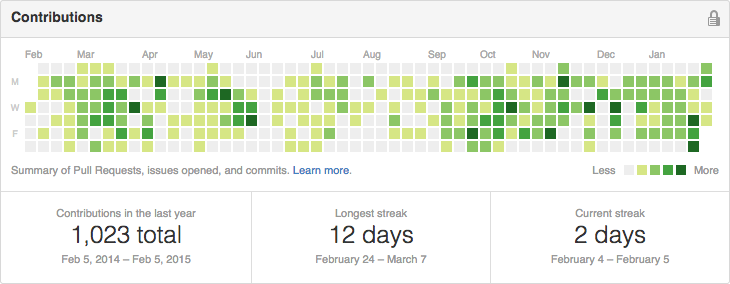 Contributions
Feb Mar Apr May Jun Jul Aug Sep Oct Nov Dec Jan
M
W
F
Summary of Pull Requests, issues opened, and commits. Learn more.
Less More
Contributions in the last year
1,023 total
Feb 5, 2014 – Feb 5, 2015
Longest streak
12 days
February 24 – March 7
Current streak
2 days
February 4 – February 5